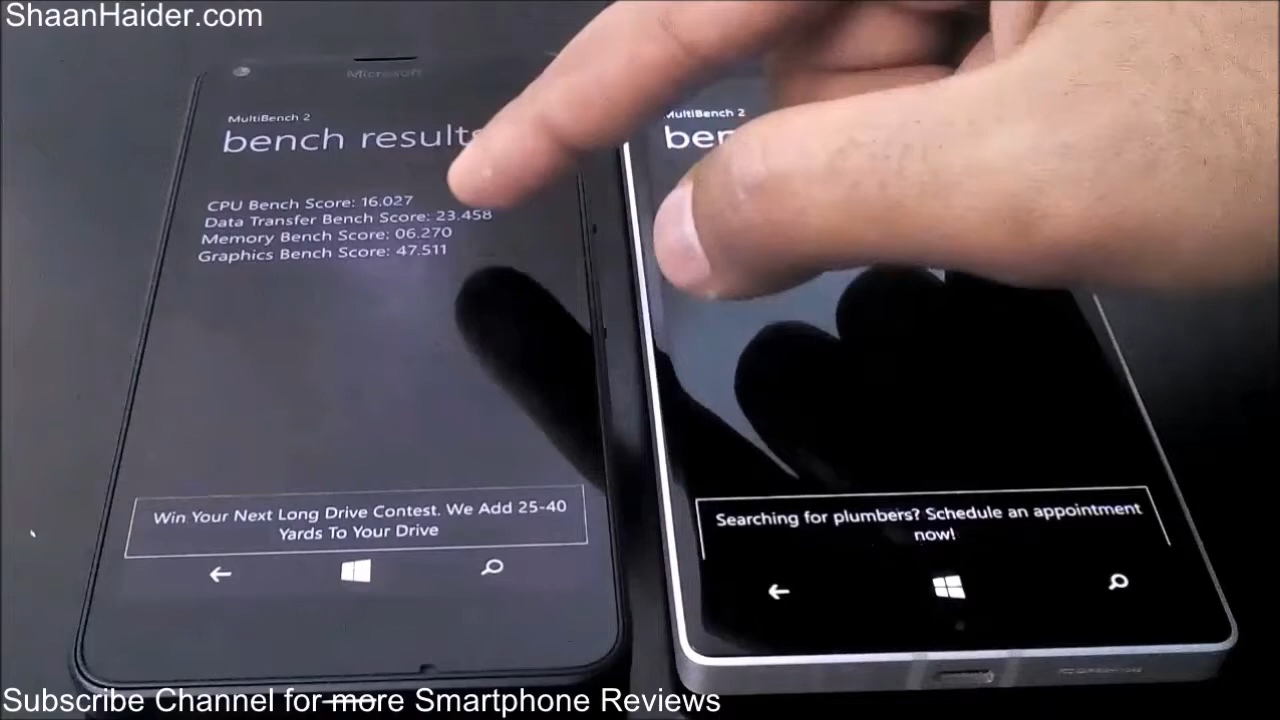 ShaanHaider.com
Microsoft
MultiBench 2
bench results
CPU Bench Score: 16.027
Data Transfer Bench Score: 23.458
Memory Bench Score: 06.270
Graphics Bench Score: 47.511
Win Your Next Long Drive Contest. We Add 25-40
Yards To Your Drive
MultiBench 2
ben
Searching for plumbers? Schedule an appointment
now!
Subscribe Channel for more Smartphone Reviews